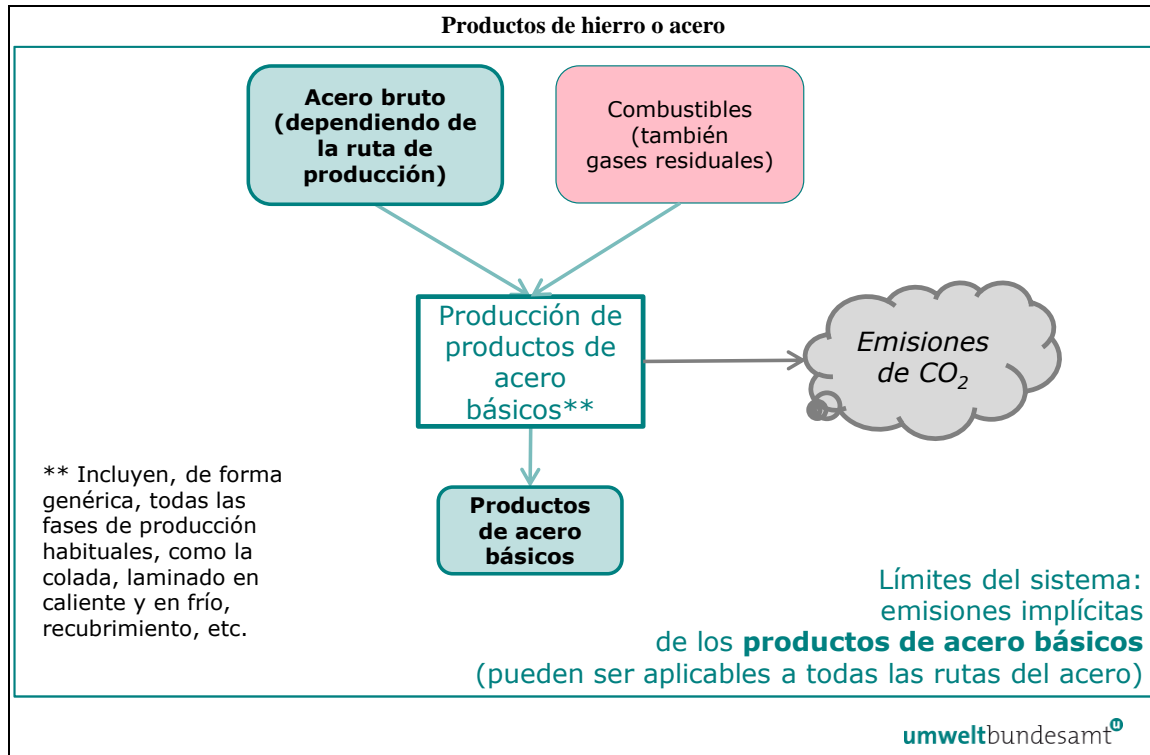 Productos de hierro o acero
Acero bruto
(dependiendo de
la ruta de
producción)
Combustibles
(también
gases residuales)
Producción de
productos de
acero
básicos**
Emisiones
de CO₂
** Incluyen, de forma
genérica, todas las
fases de producción
habituales, como la
colada, laminado en
caliente y en frío,
recubrimiento, etc.
Productos
de acero
básicos
Límites del sistema:
emisiones implícitas
de los productos de acero básicos
(pueden ser aplicables a todas las rutas del acero)
umweltbundesamt